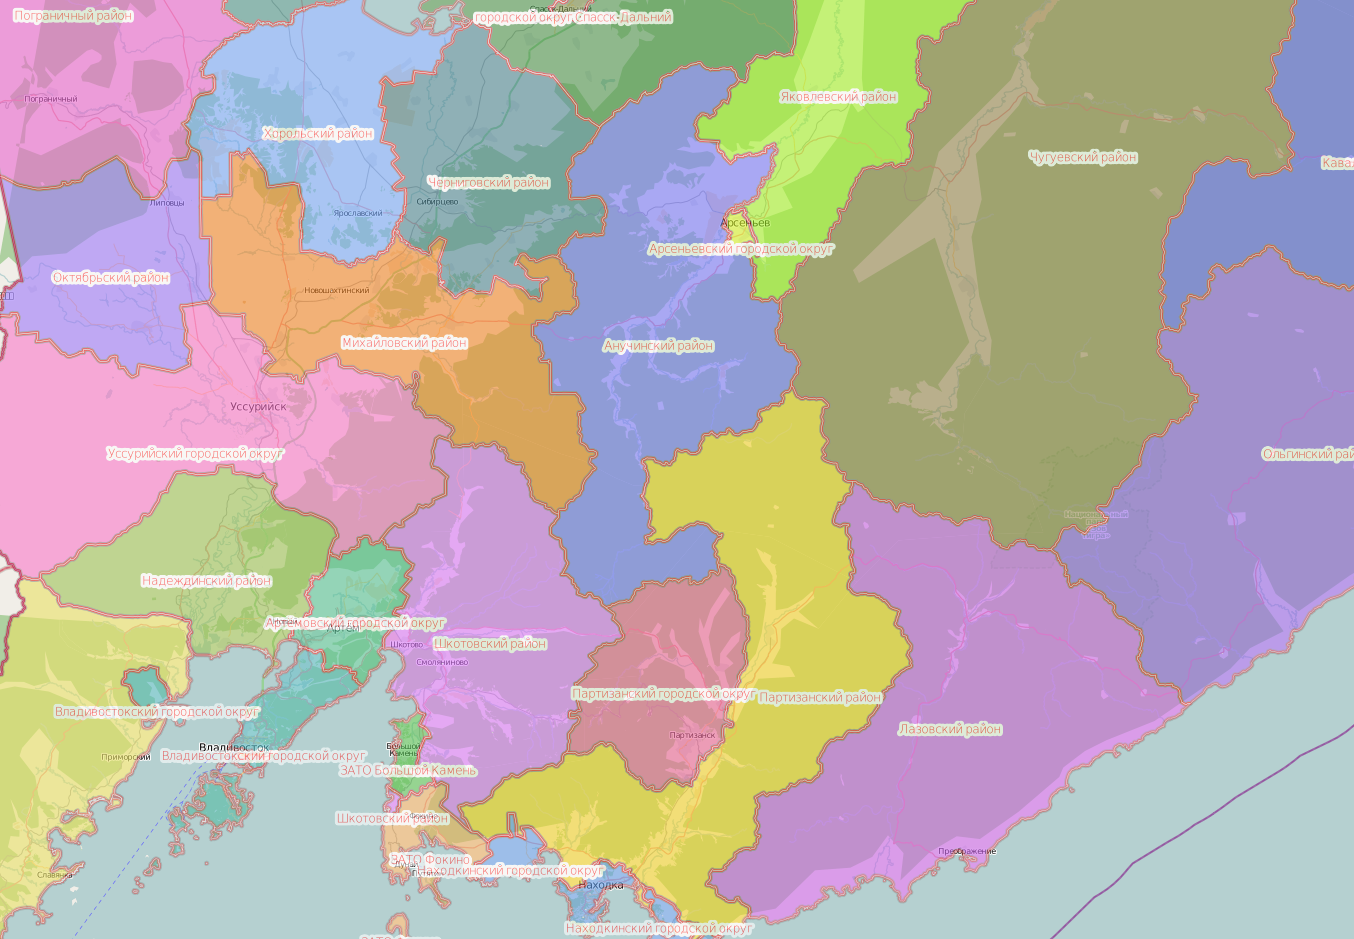 Пограничный район
городской округ Спасск-Дальний
Спасск-Дальний
Пограничный
Яковлевский район
Хорольский район
Чугуевский район
Кавал
Черниговский район
Липовцы
Сибирцево
Ярославский
Арсеньев
Арсеньевский городской округ
Октябрьский район
Новошахтинский
Михайловский район
Анучинский район
Уссурийск
Уссурийский городской округ
Ольгинский рай
Национальный
парк
Надеждинский район
Артёмовский городской округ
Артём
Шкотово
Шкотовский район
Смоляниново
Партизанский городской округ
Партизанский район
Владивостокский городской округ
Лазовский район
Партизанск
Владивосток
Большой
Камень
Приморский
Владивостокский городской округ
ЗАТО Большой Камень
Шкотовский район
Преображение
ЗАТО Фокино
Находкинский городской округ
Славянка
Находка
Находкинский городской округ